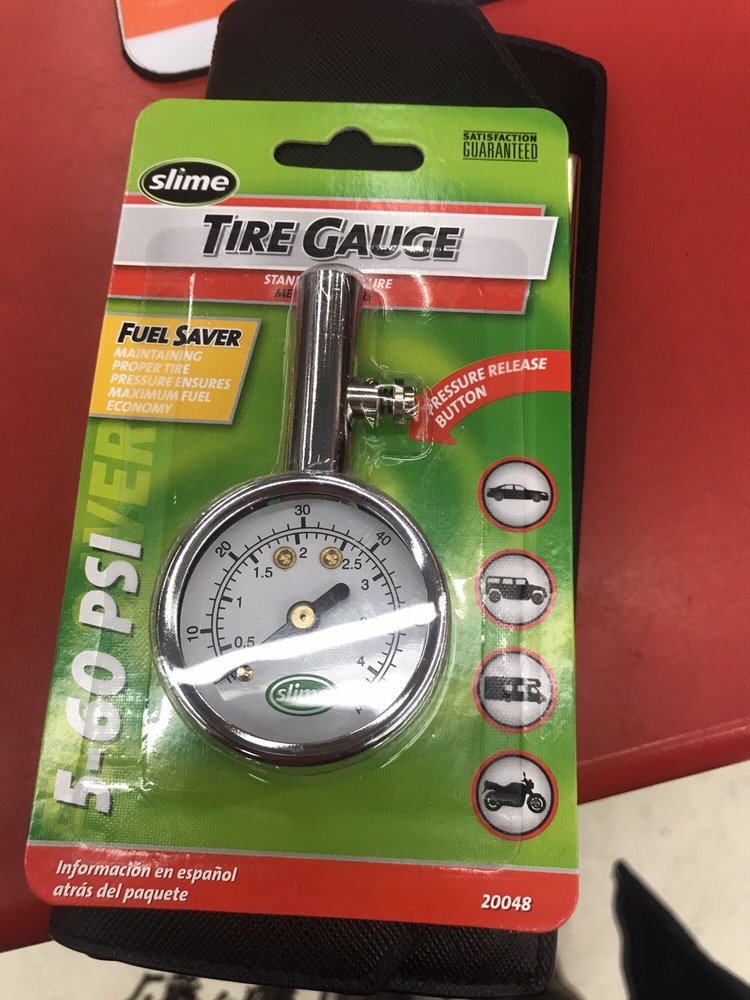 SATISFACTION
GUARANTEED
slime
TIRE GAUGE
FUEL SAVER
MAINTAINING
PROPER TIRE
PRESSURE ENSURES
MAXIMUM FUEL
ECONOMY
PRESSURE RELEASE
BUTTON
5-60 PSI
10
20
30
40
0.5
1
1.5
2
2.5
3
4
slime
Información en español
atrás del paquete
20048